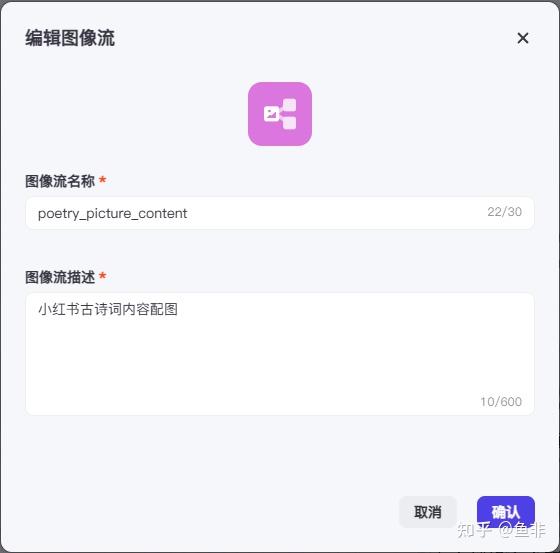 编辑图像流
图像流名称 *
poetry_picture_content
22/30
图像流描述 *
小红书古诗词内容配图
10/600
取消
确认
知乎 @鱼非